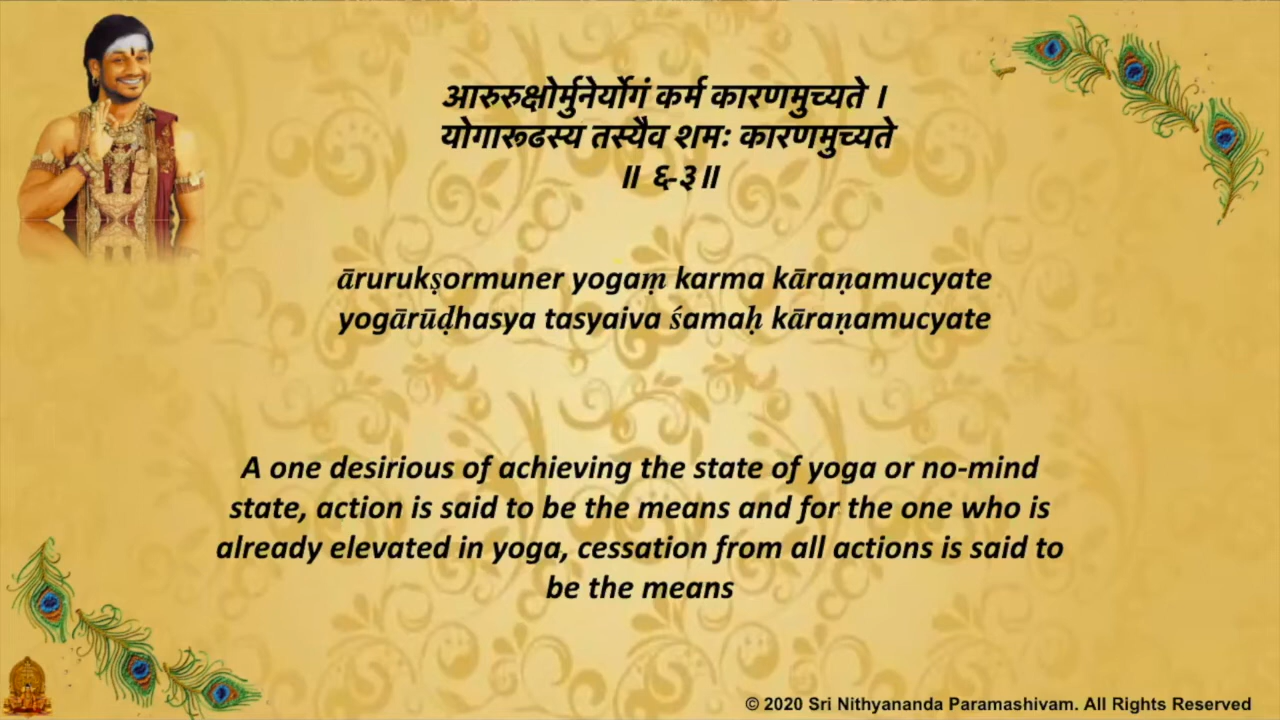 आरुरुक्षोर्मुनेर्योगं कर्म कारणमुच्यते ।
योगारूढस्य तस्यैव शमः कारणमुच्यते
॥ ६-३॥
ārurukṣormuner yogaṃ karma kāraṇamucyate
yogārūḍhasya tasyaiva śamaḥ kāraṇamucyate
A one desirious of achieving the state of yoga or no-mind
state, action is said to be the means and for the one who is
already elevated in yoga, cessation from all actions is said to
be the means
© 2020 Sri Nithyananda Paramashivam. All Rights Reserved